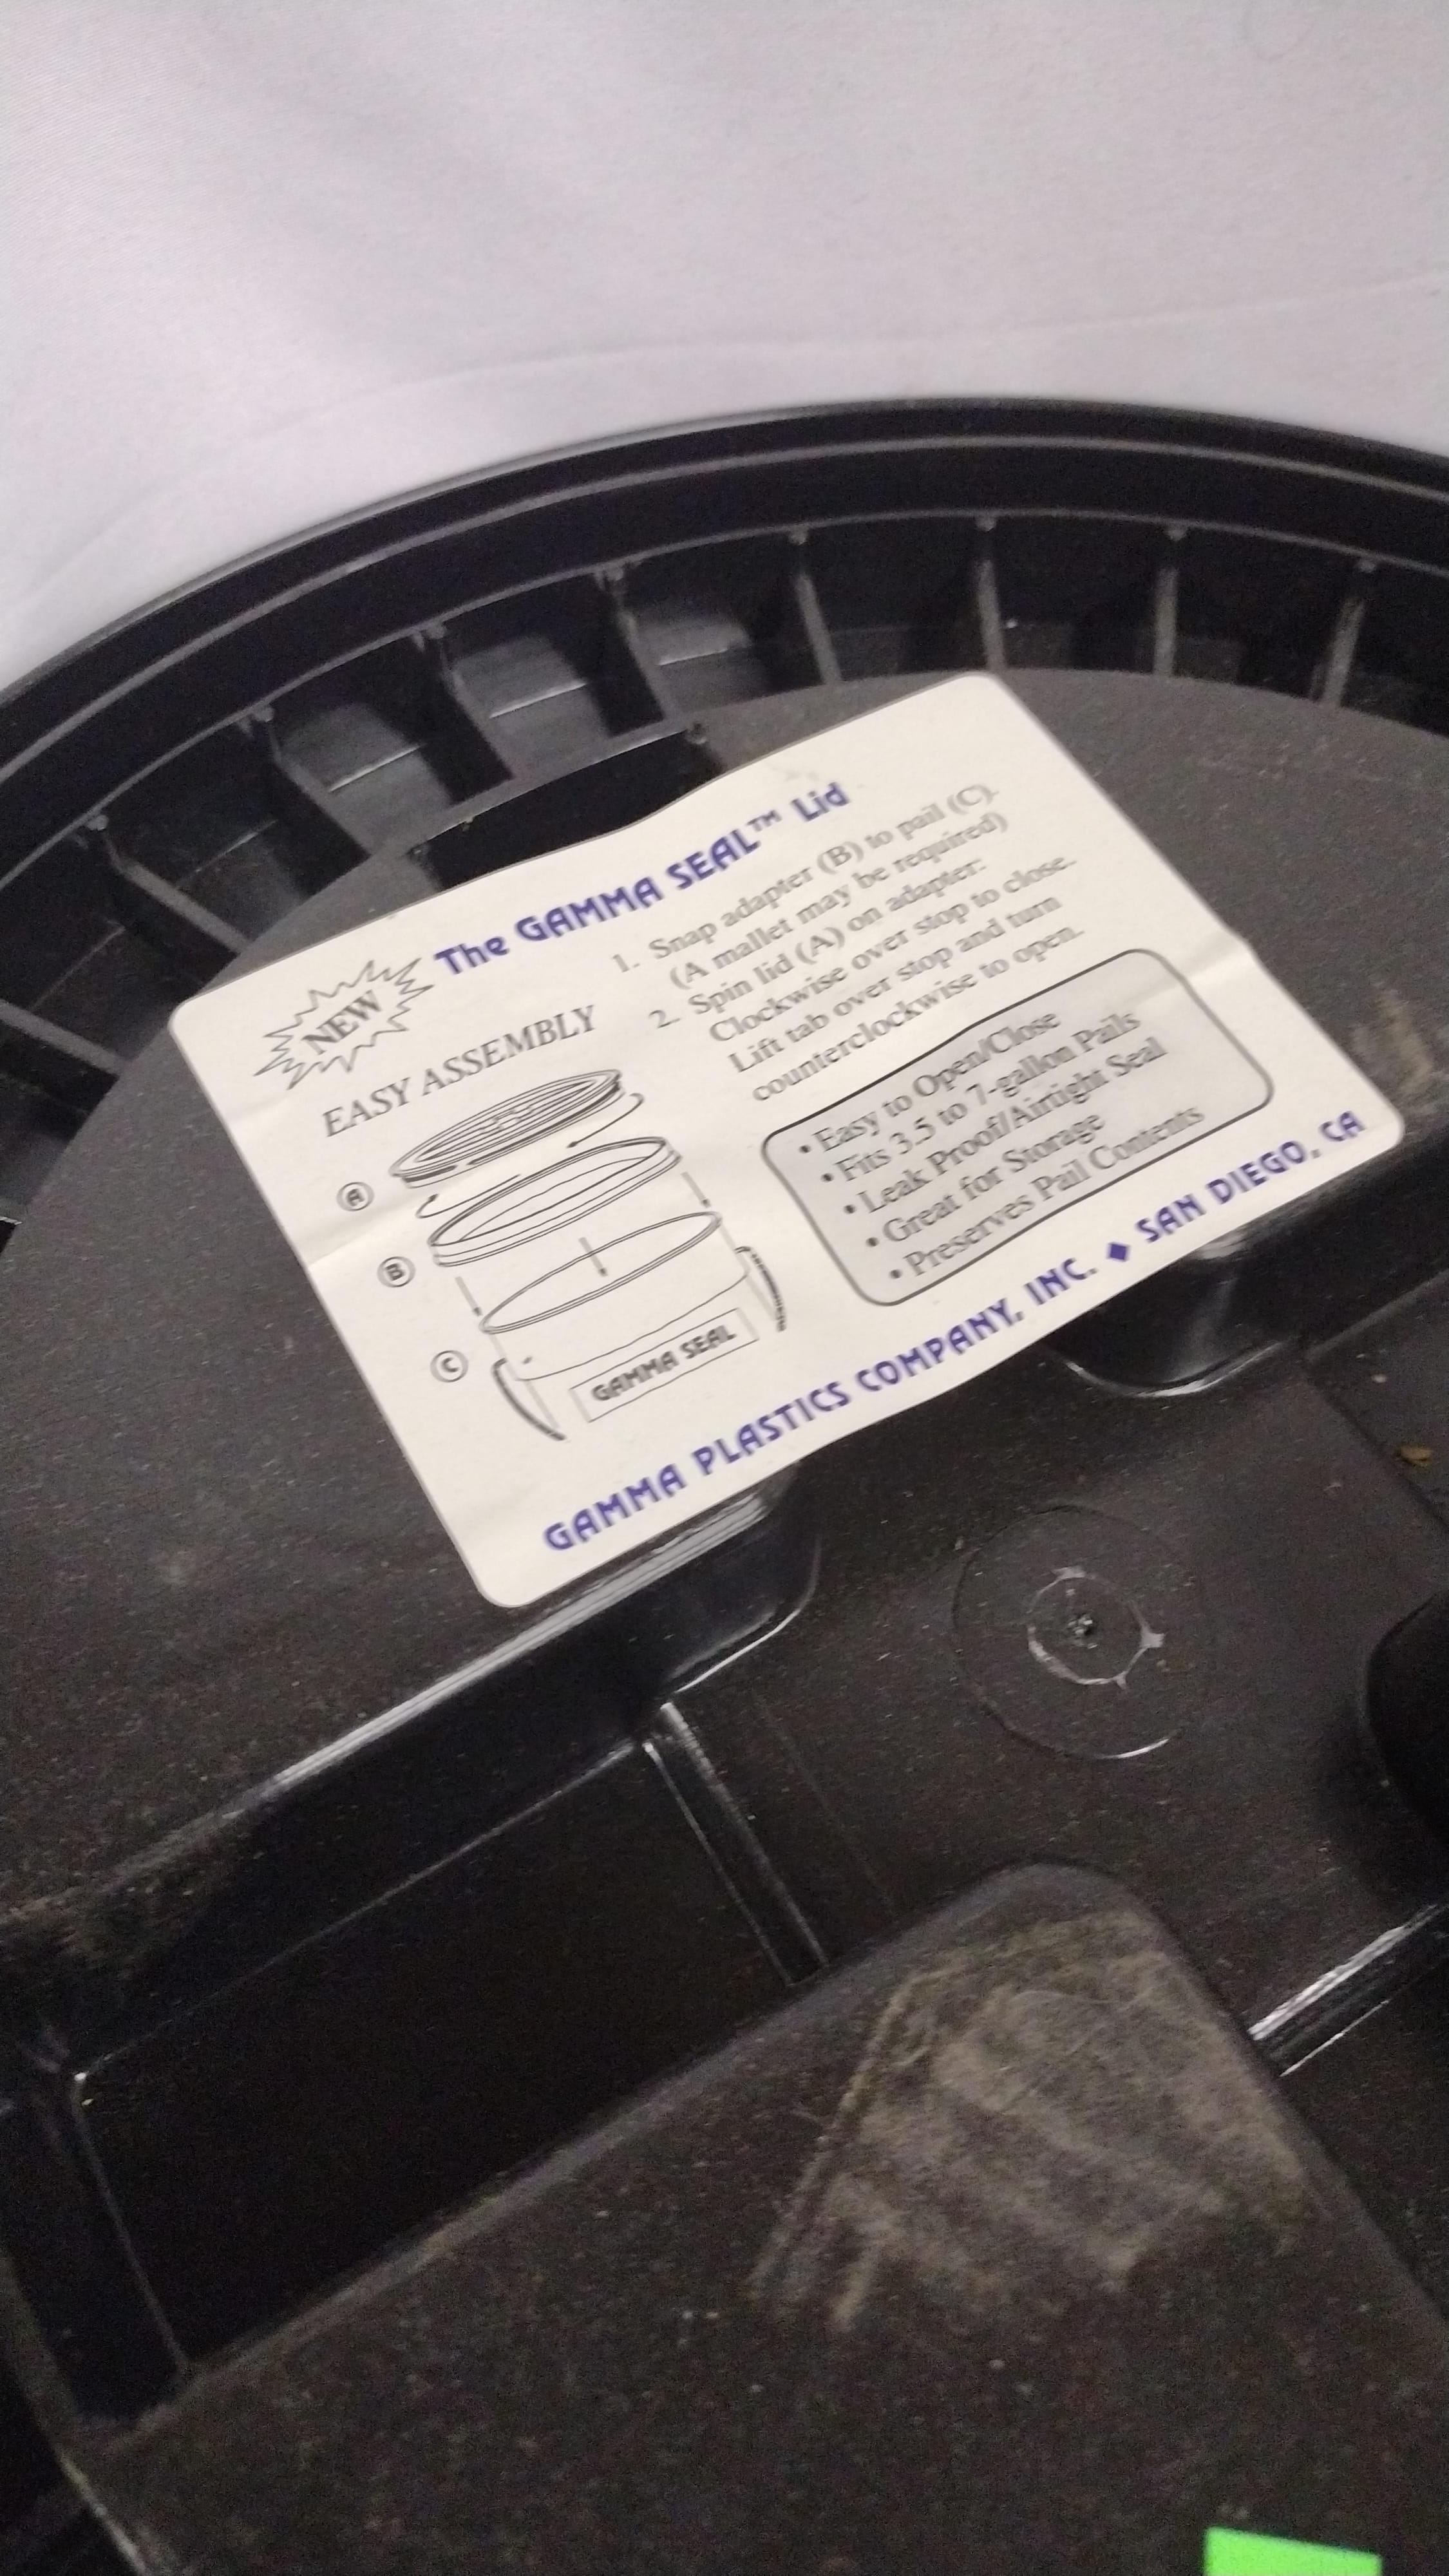 NEW
The GAMMA SEAL™ Lid
EASY ASSEMBLY
1. Snap adapter (B) to pail (C).
(A mallet may be required)
2. Spin lid (A) on adapter:
Clockwise over stop to close.
Lift tab over stop and turn
counterclockwise to open.
A
B
C
GAMMA SEAL
• Easy to Open/Close
• Fits 3.5 to 7-gallon Pails
• Leak Proof/Airtight Seal
• Great for Storage
• Preserves Pail Contents
GAMMA PLASTICS COMPANY, INC. ◆ SAN DIEGO, CA